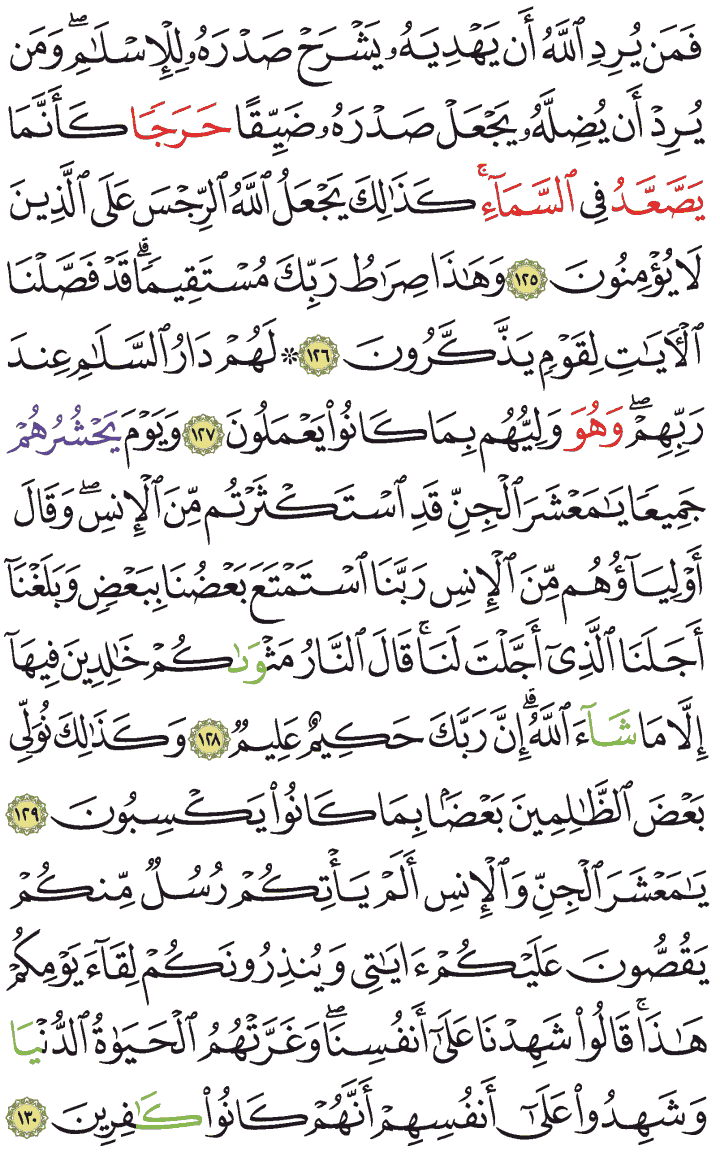 فَمَن يُرِدِ ٱللَّهُ أَن يَهْدِيَهُۥ يَشْرَحْ صَدْرَهُۥ لِلْإِسْلَٰمِۖ وَمَن
يُرِدْ أَن يُضِلَّهُۥ يَجْعَلْ صَدْرَهُۥ ضَيِّقًا حَرَجًا كَأَنَّمَا
يَصَّعَّدُ فِى ٱلسَّمَآءِۚ كَذَٰلِكَ يَجْعَلُ ٱللَّهُ ٱلرِّجْسَ عَلَى ٱلَّذِينَ
لَا يُؤْمِنُونَ ١٢٥ وَهَٰذَا صِرَٰطُ رَبِّكَ مُسْتَقِيمًاۗ قَدْ فَصَّلْنَا
ٱلْأٓيَٰتِ لِقَوْمٍ يَذَّكَّرُونَ ١٢٦ ۞ لَهُمْ دَارُ ٱلسَّلَٰمِ عِندَ
رَبِّهِمْۖ وَهُوَ وَلِيُّهُم بِمَا كَانُوا۟ يَعْمَلُونَ ١٢٧ وَيَوْمَ يَحْشُرُهُمْ
جَمِيعًا يَٰمَعْشَرَ ٱلْجِنِّ قَدِ ٱسْتَكْثَرْتُم مِّنَ ٱلْإِنسِۖ وَقَالَ
أَوْلِيَآؤُهُم مِّنَ ٱلْإِنسِ رَبَّنَا ٱسْتَمْتَعَ بَعْضُنَا بِبَعْضٍ وَبَلَغْنَآ
أَجَلَنَا ٱلَّذِىٓ أَجَّلْتَ لَنَاۚ قَالَ ٱلنَّارُ مَثْوَىٰكُمْ خَٰلِدِينَ فِيهَآ
إِلَّا مَا شَآءَ ٱللَّهُۗ إِنَّ رَبَّكَ حَكِيمٌ عَلِيمٌ ١٢٨ وَكَذَٰلِكَ نُوَلِّى
بَعْضَ ٱلظَّٰلِمِينَ بَعْضًۢا بِمَا كَانُوا۟ يَكْسِبُونَ ١٢٩
يَٰمَعْشَرَ ٱلْجِنِّ وَٱلْإِنسِ أَلَمْ يَأْتِكُمْ رُسُلٌ مِّنكُمْ
يَقُصُّونَ عَلَيْكُمْ ءَايَٰتِى وَيُنذِرُونَكُمْ لِقَآءَ يَوْمِكُمْ
هَٰذَاۚ قَالُوا۟ شَهِدْنَا عَلَىٰٓ أَنفُسِنَاۖ وَغَرَّتْهُمُ ٱلْحَيَوٰةُ ٱلدُّنْيَا
وَشَهِدُوا۟ عَلَىٰٓ أَنفُسِهِمْ أَنَّهُمْ كَانُوا۟ كَٰفِرِينَ ١٣٠